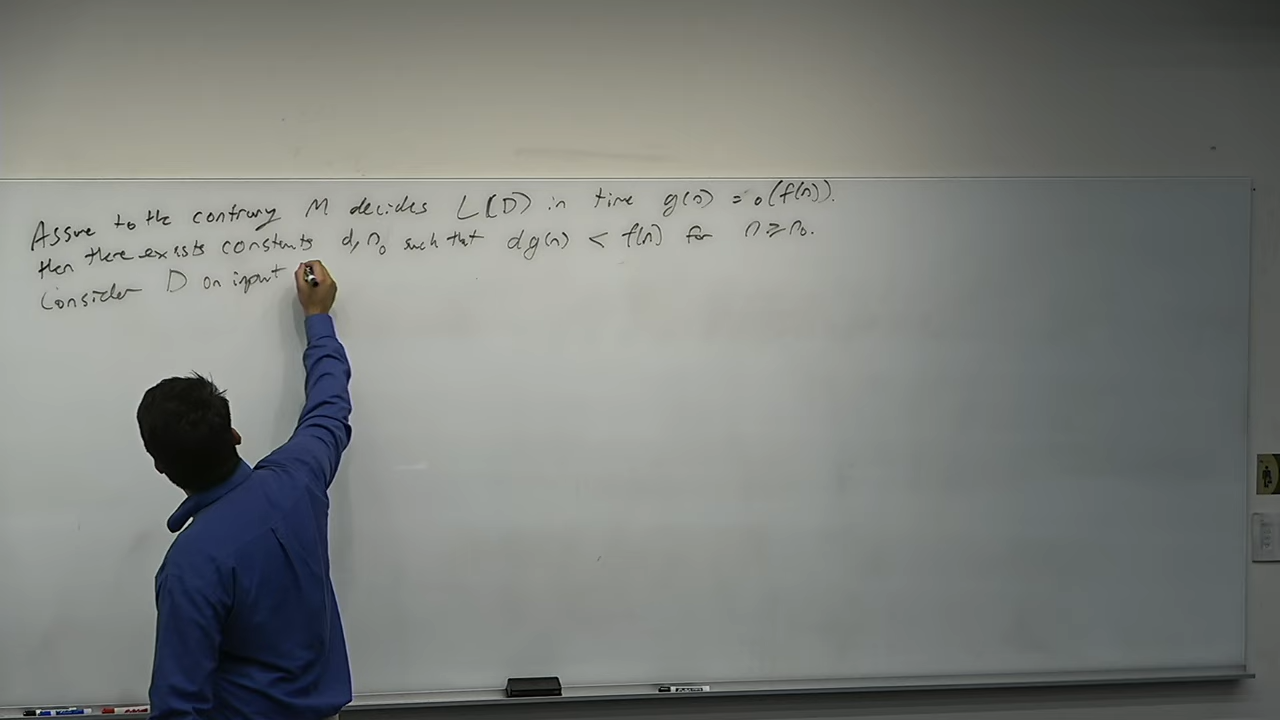 Assume to the contrary M decides L(D) in time g(n) = o(f(n)).
then there exists constants d, n₀ such that dg(n) < f(n) for n ≥ n₀.
Consider D on input